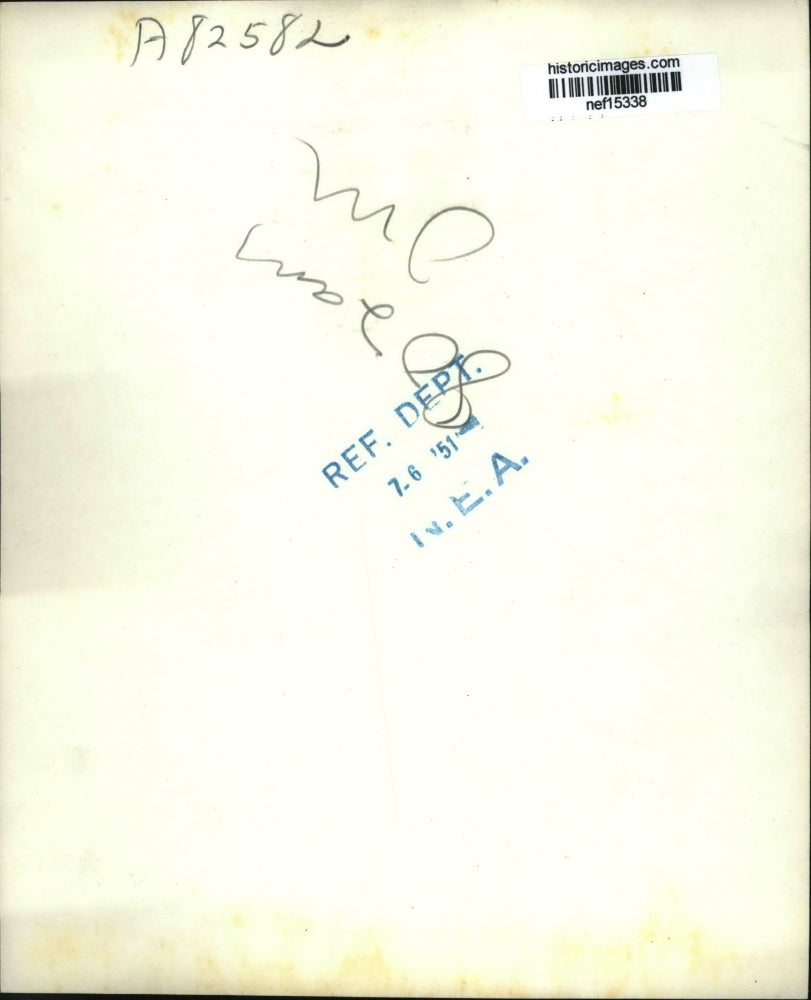 A82582
historicimages.com
nef15338
REF. DEPT.
7-6 '51
N.E.A.